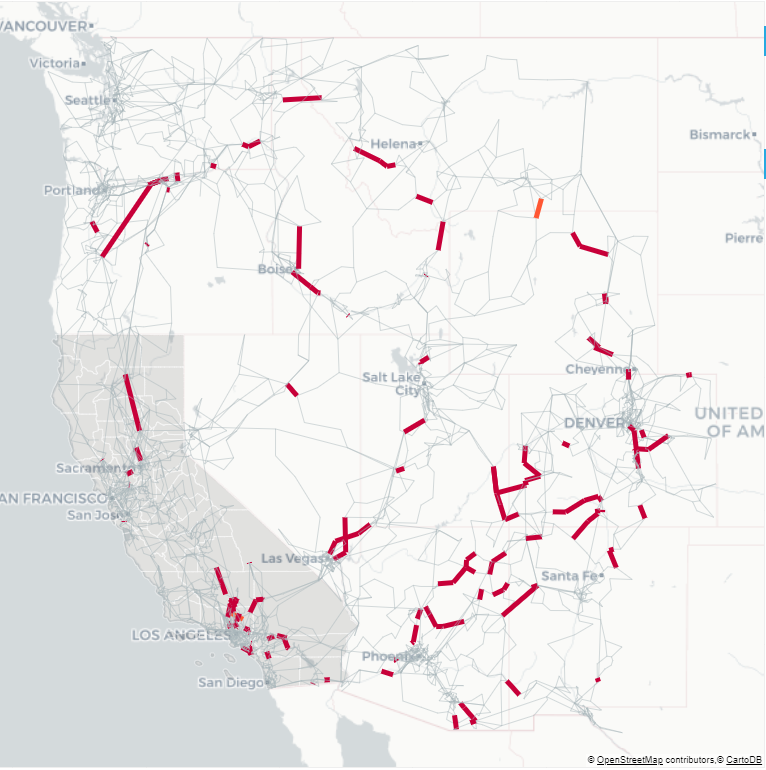 VANCOUVER
Victoria
Seattle
Helena
Bismarck
Portland
Pierre
Boise
Cheyenne
Salt Lake
City
UNITED
OF AM
DENVER
Sacramento
AN FRANCISCO
San Jose
Las Vegas
Santa Fe
LOS ANGELES
Phoenix
San Diego
© OpenStreetMap contributors,© CartoDB